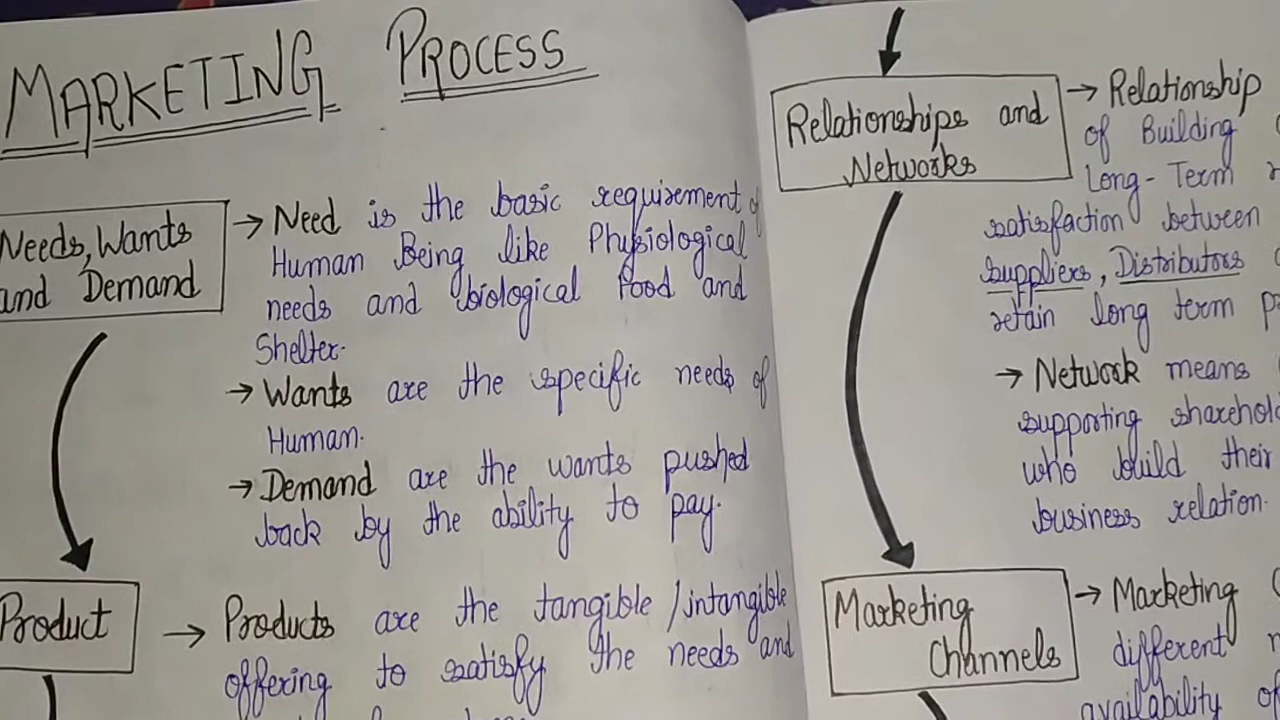 MARKETING PROCESS
Needs, Wants
and Demand
→ Need is the basic requirement of
Human Being like Physiological
needs and biological food and
Shelter.
→ Wants are the specific needs of
Human.
→ Demand are the wants pushed
back by the ability to pay.
Product
→ Products are the tangible / intangible
offering to satisfy the needs and
Relationships and
Networks
→ Relationship
of Building
Long-Term
satisfaction between
suppliers, Distributors
retain long term
→ Network means
supporting
who build their
business relation.
Marketing
Channels
→ Marketing
different
availability of